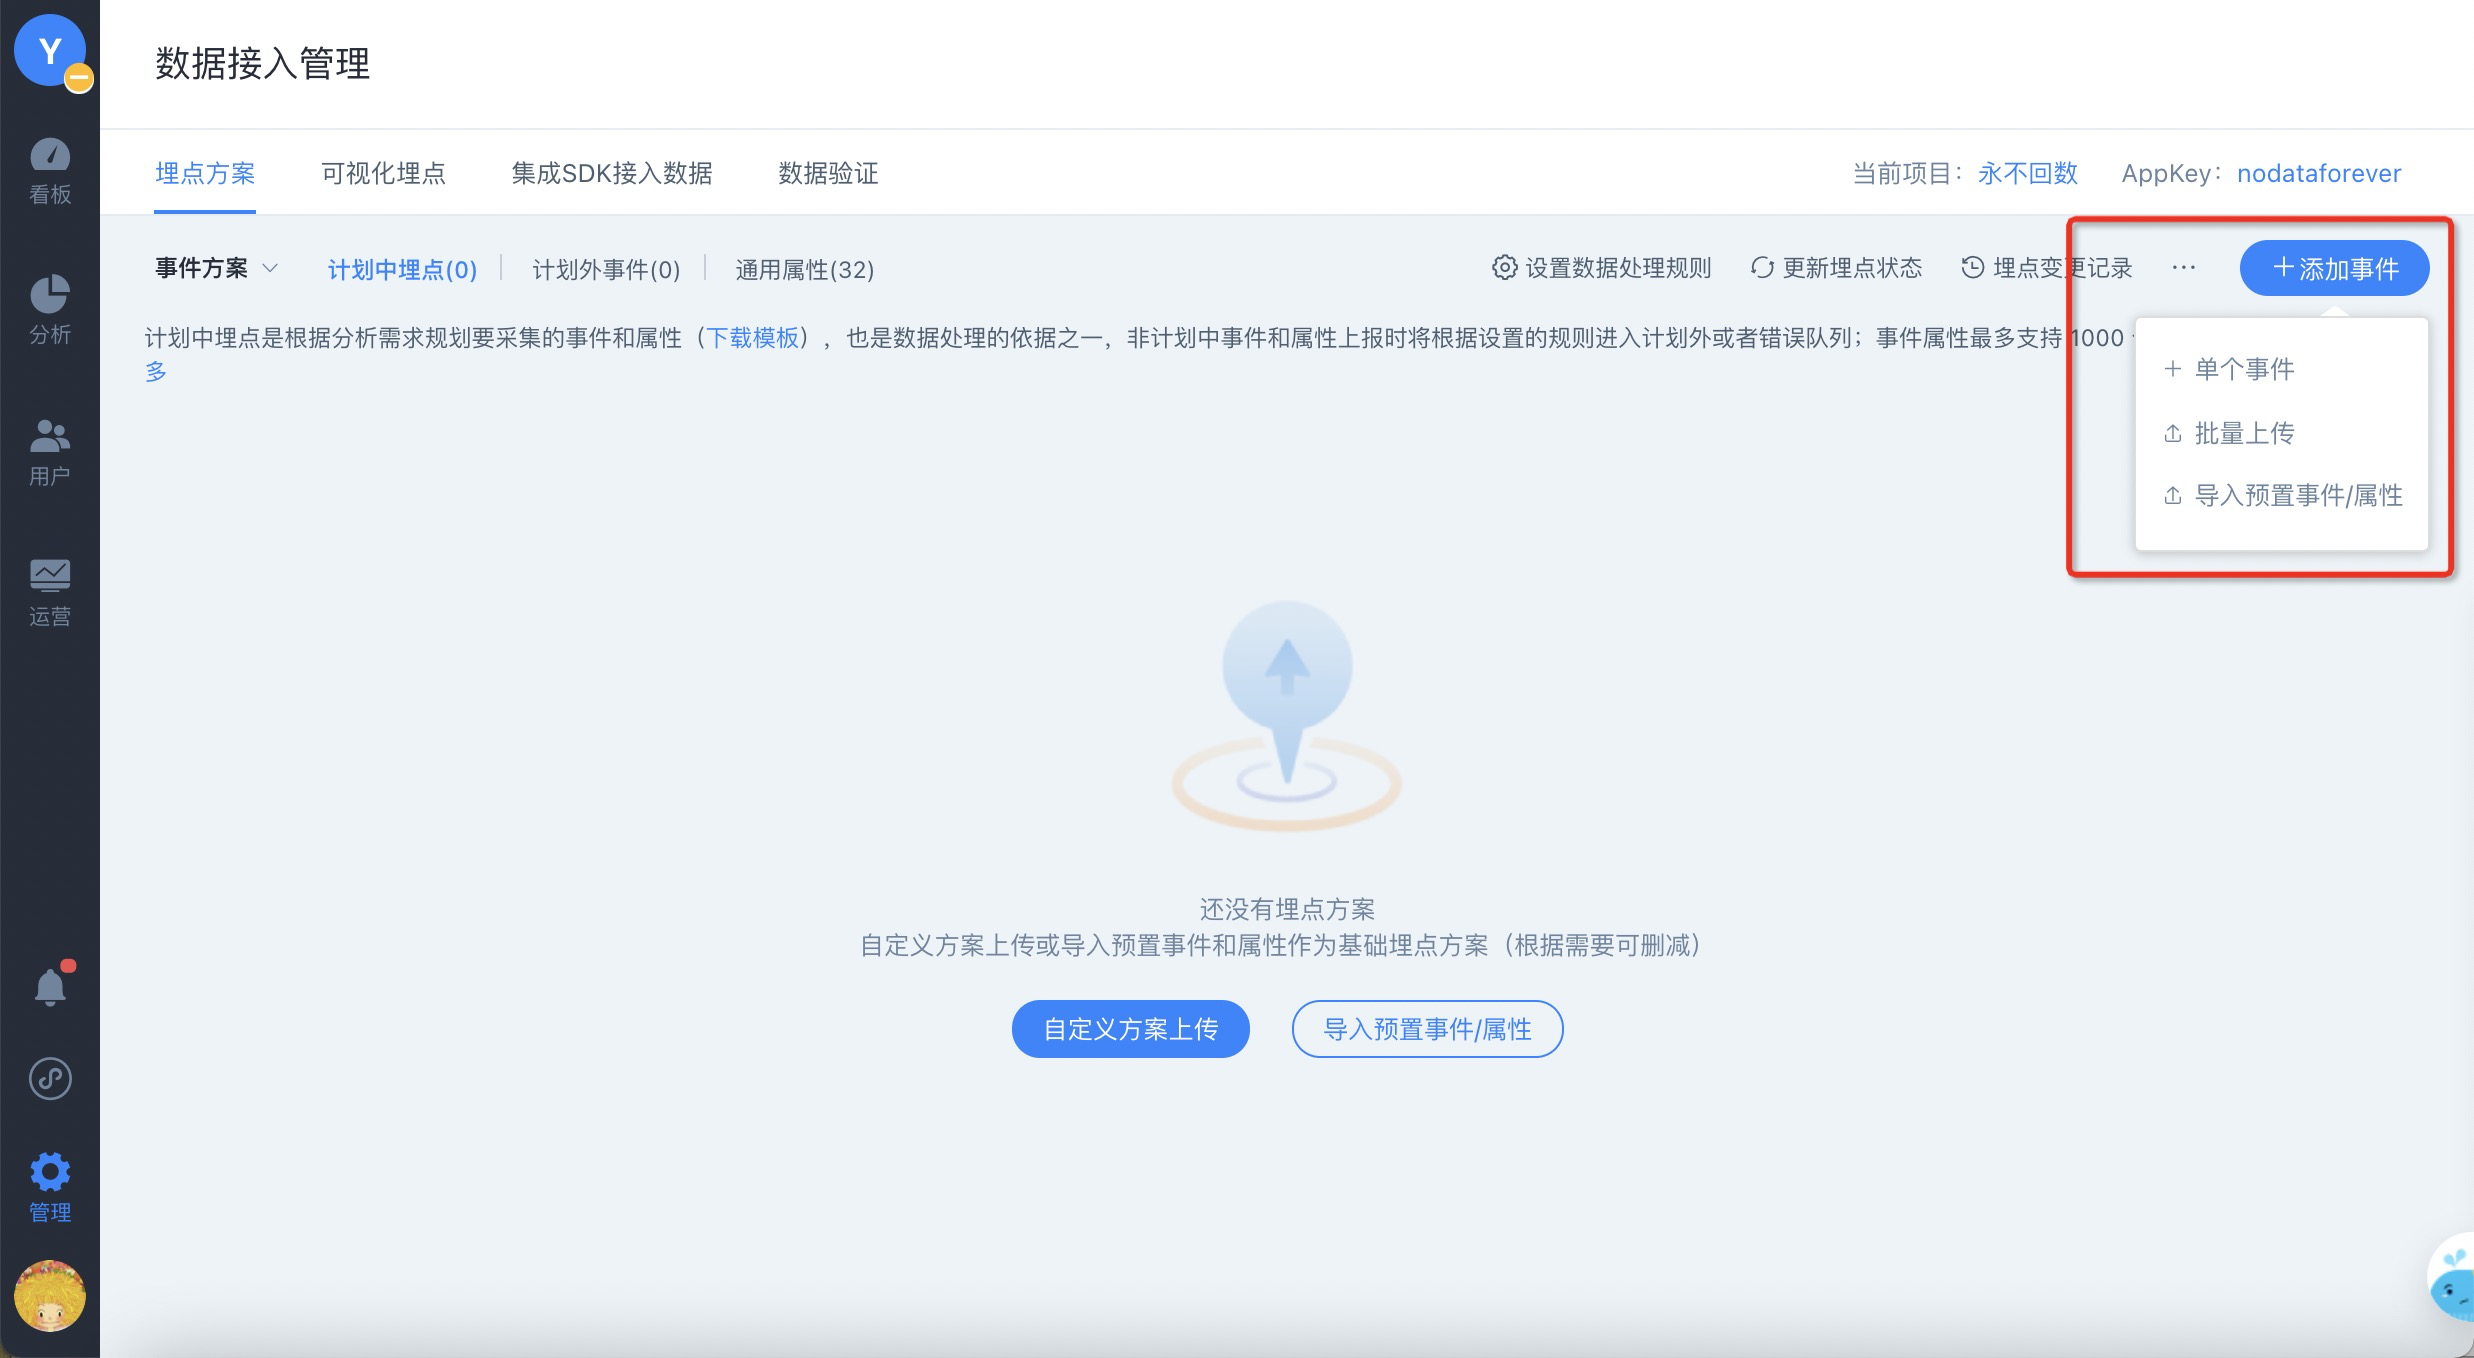 Y
看板
分析
用户
运营
管理
数据接入管理
埋点方案
可视化埋点
集成SDK接入数据
数据验证
当前项目：永不回数
AppKey：nodataforever
事件方案
计划中埋点(0)
计划外事件(0)
通用属性(32)
设置数据处理规则
更新埋点状态
埋点变更记录
···
+添加事件
计划中埋点是根据分析需求规划要采集的事件和属性（下载模板），也是数据处理的依据之一，非计划中事件和属性上报时将根据设置的规则进入计划外或者错误队列；事件属性最多支持 1000
多
+ 单个事件
批量上传
导入预置事件/属性
还没有埋点方案
自定义方案上传或导入预置事件和属性作为基础埋点方案（根据需要可删减）
自定义方案上传
导入预置事件/属性